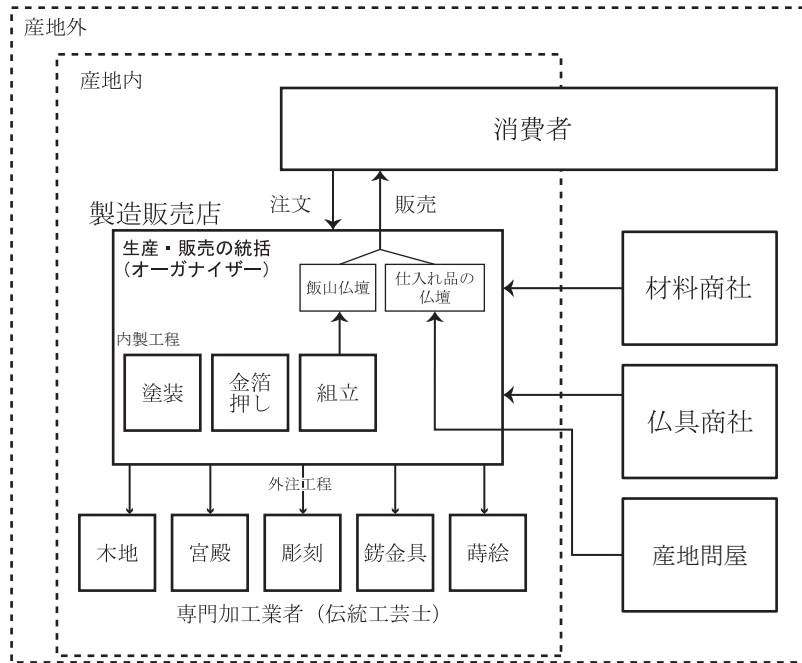 産地外
産地内
消費者
注文
販売
製造販売店
生産・販売の統括
(オーガナイザー)
飯山仏壇
仕入れ品の
仏壇
材料商社
内製工程
塗装
金箔
押し
組立
仏具商社
外注工程
木地
宮殿
彫刻
錺金具
蒔絵
産地問屋
専門加工業者(伝統工芸士)